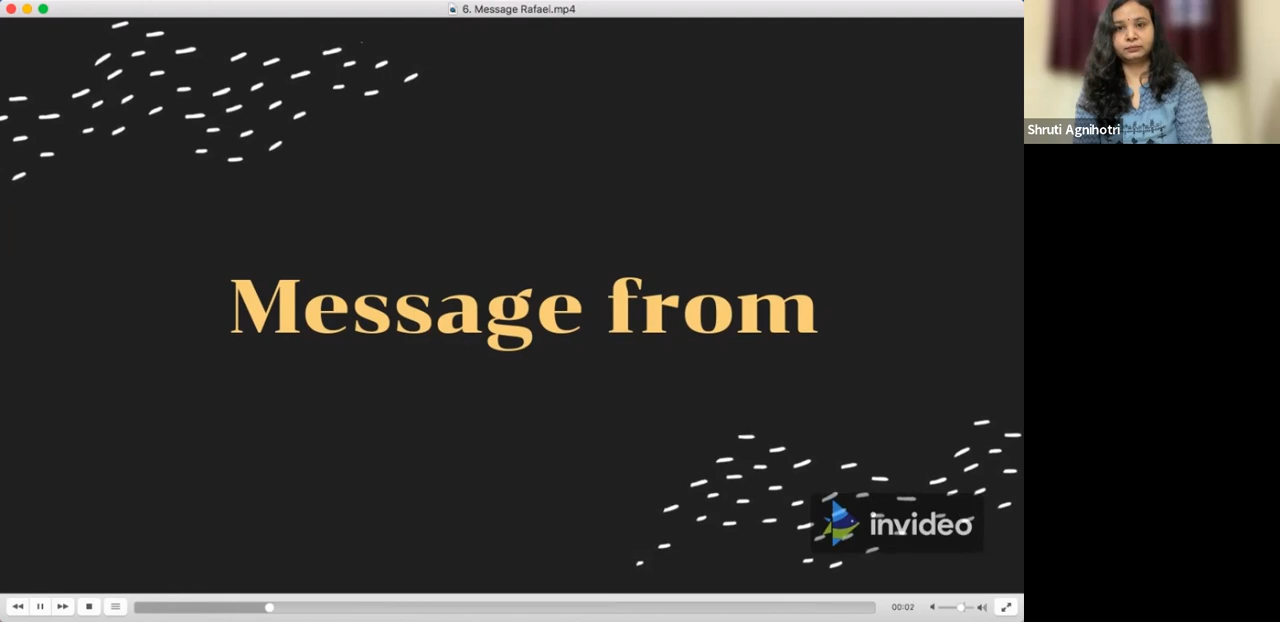 6. Message Rafael.mp4
Shruti Agnihotri
Message from
invideo
00:02